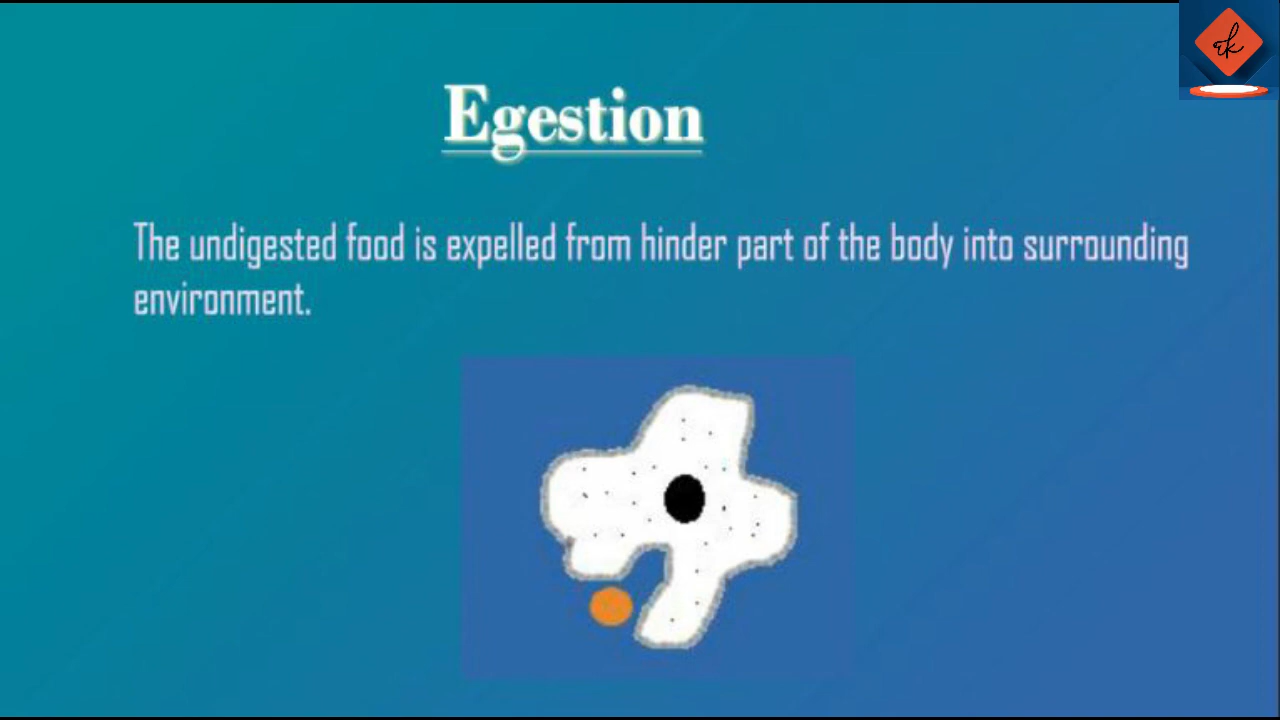 Egestion
The undigested food is expelled from hinder part of the body into surrounding
environment.